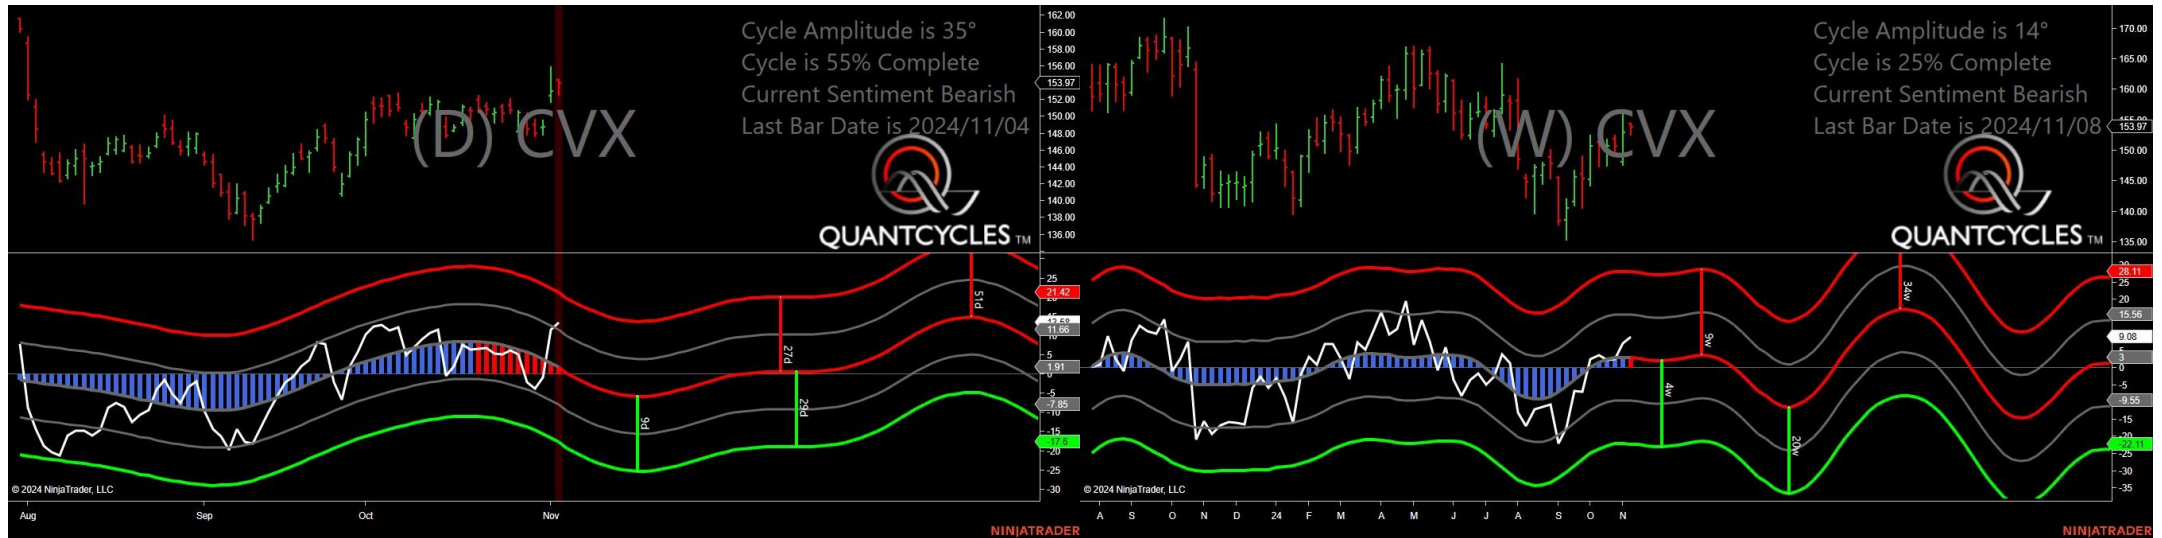 Cycle Amplitude is 35°
Cycle is 55% Complete
Current Sentiment Bearish
Last Bar Date is 2024/11/04
(D) CVX
QUANTCYCLES TM
162.00
160.00
158.00
156.00
153.97
152.00
150.00
148.00
146.00
144.00
142.00
140.00
138.00
136.00
25
21.42
11.66
5
1.91
0
-5
-7.85
-10
-15
-17.6
-20
-25
-30
9d
27d
29d
51d
© 2024 NinjaTrader, LLC
Aug
Sep
Oct
Nov
NINJATRADER
Cycle Amplitude is 14°
Cycle is 25% Complete
Current Sentiment Bearish
Last Bar Date is 2024/11/08
(W) CVX
QUANTCYCLES TM
170.00
165.00
160.00
153.97
150.00
145.00
140.00
135.00
28.11
25
20
15.56
9.08
3
0
-5
-9.55
-15
-22.11
-25
-30
-35
4w
9w
20w
34w
© 2024 NinjaTrader, LLC
A S O N D 24 F M A M J J A S O N
NINJATRADER